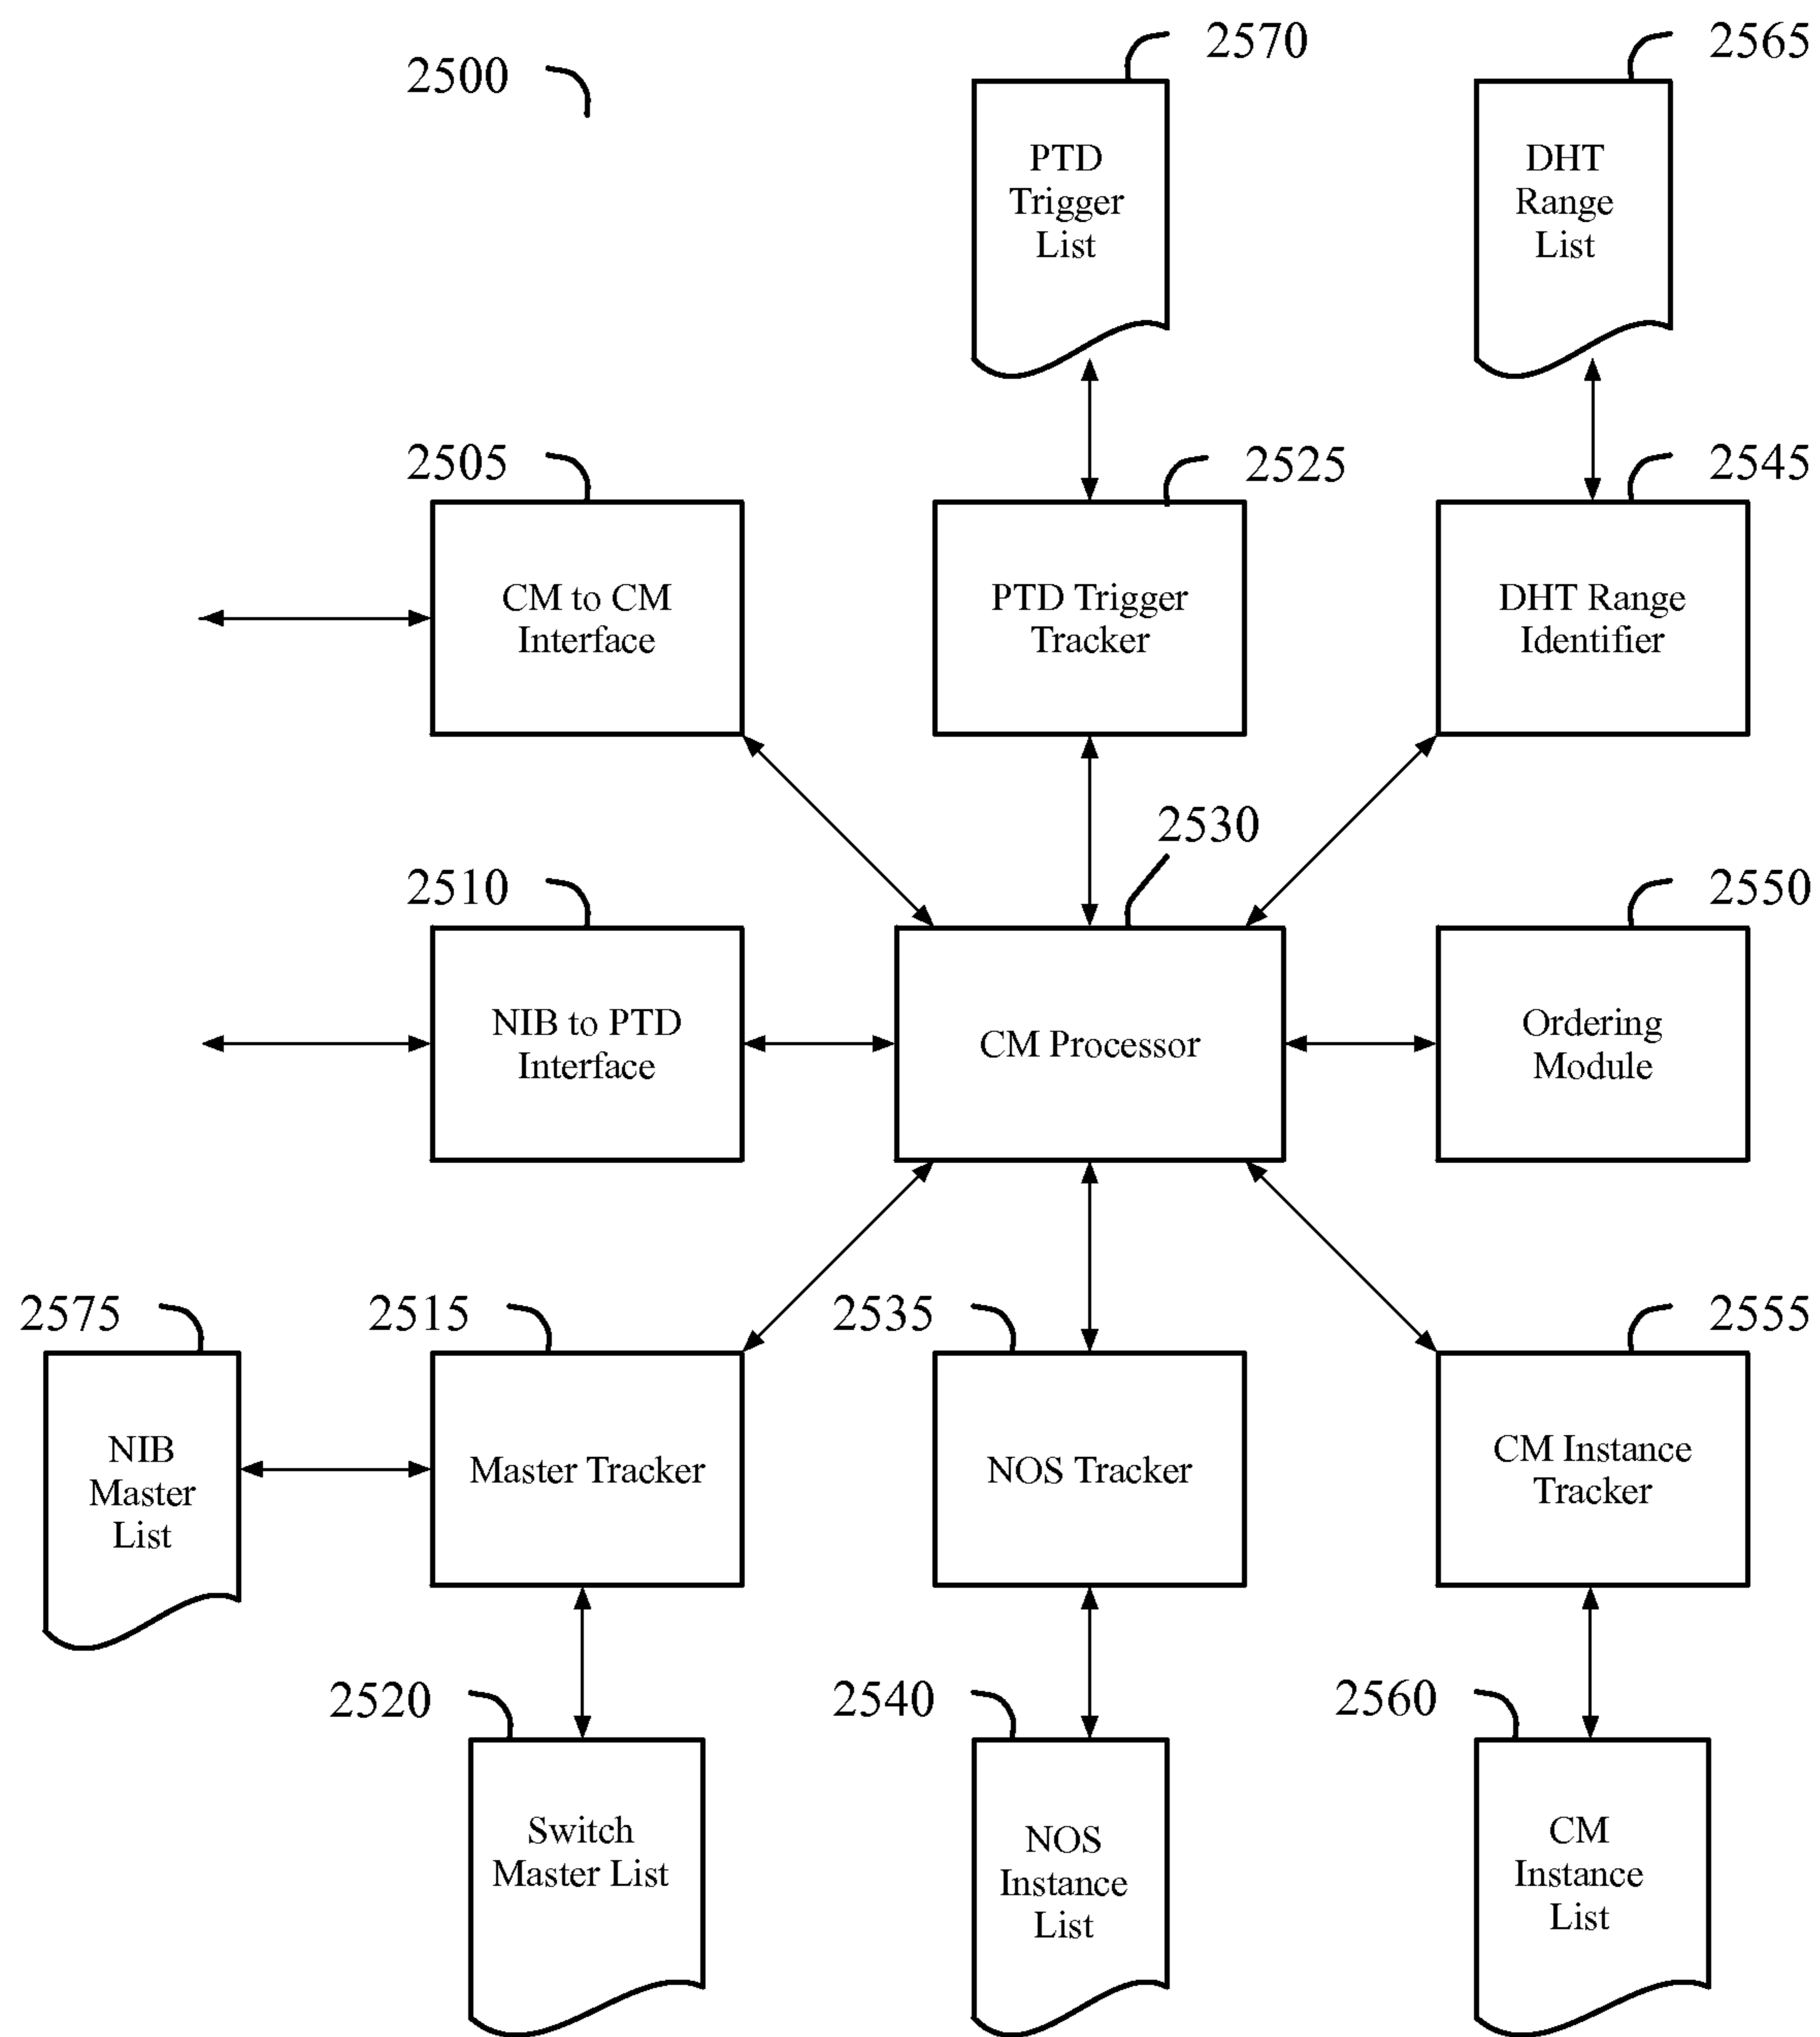 2500
2570
2565
PTD
Trigger
List
DHT
Range
List
2505
2525
2545
CM to CM
Interface
PTD Trigger
Tracker
DHT Range
Identifier
2530
2510
2550
NIB to PTD
Interface
CM Processor
Ordering
Module
2575
2515
2535
2555
NIB
Master
List
Master Tracker
NOS Tracker
CM Instance
Tracker
2520
2540
2560
Switch
Master List
NOS
Instance
List
CM
Instance
List